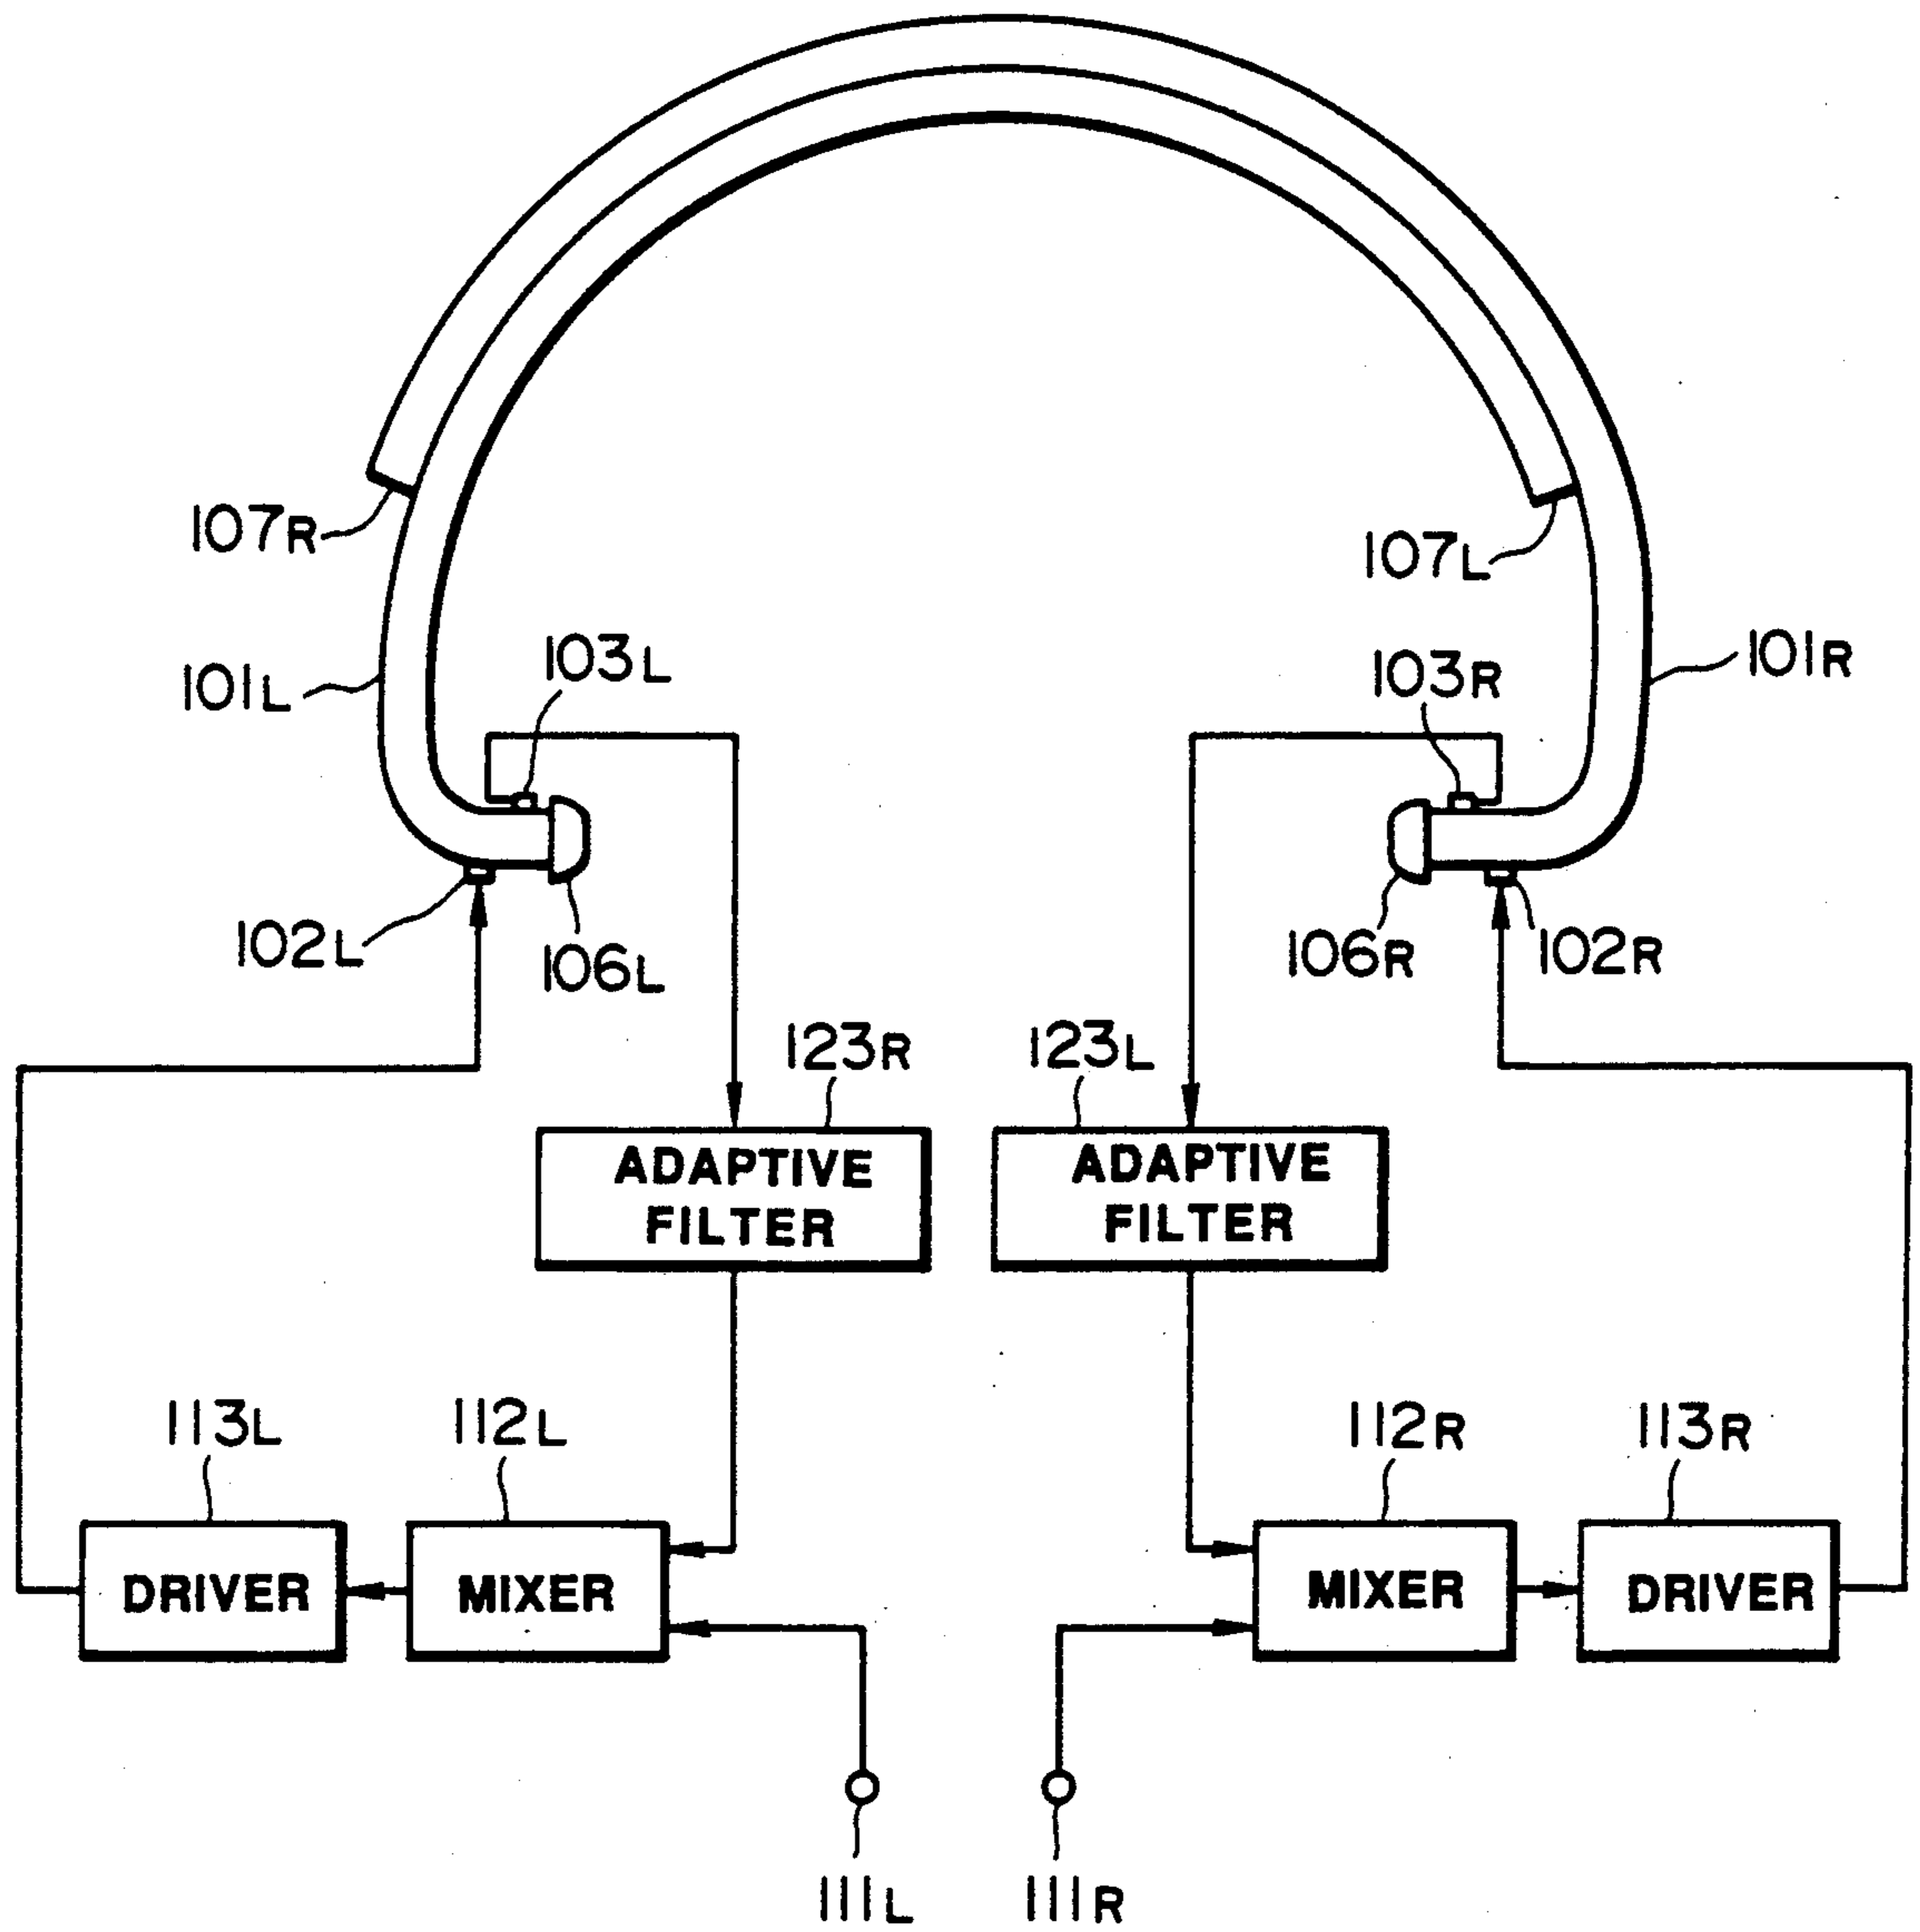 107R
107L
103L
103R
101R
101L
102L
106L
106R
102R
123R
123L
ADAPTIVE
FILTER
ADAPTIVE
FILTER
113L
112L
112R
113R
DRIVER
MIXER
MIXER
DRIVER
111L
111R